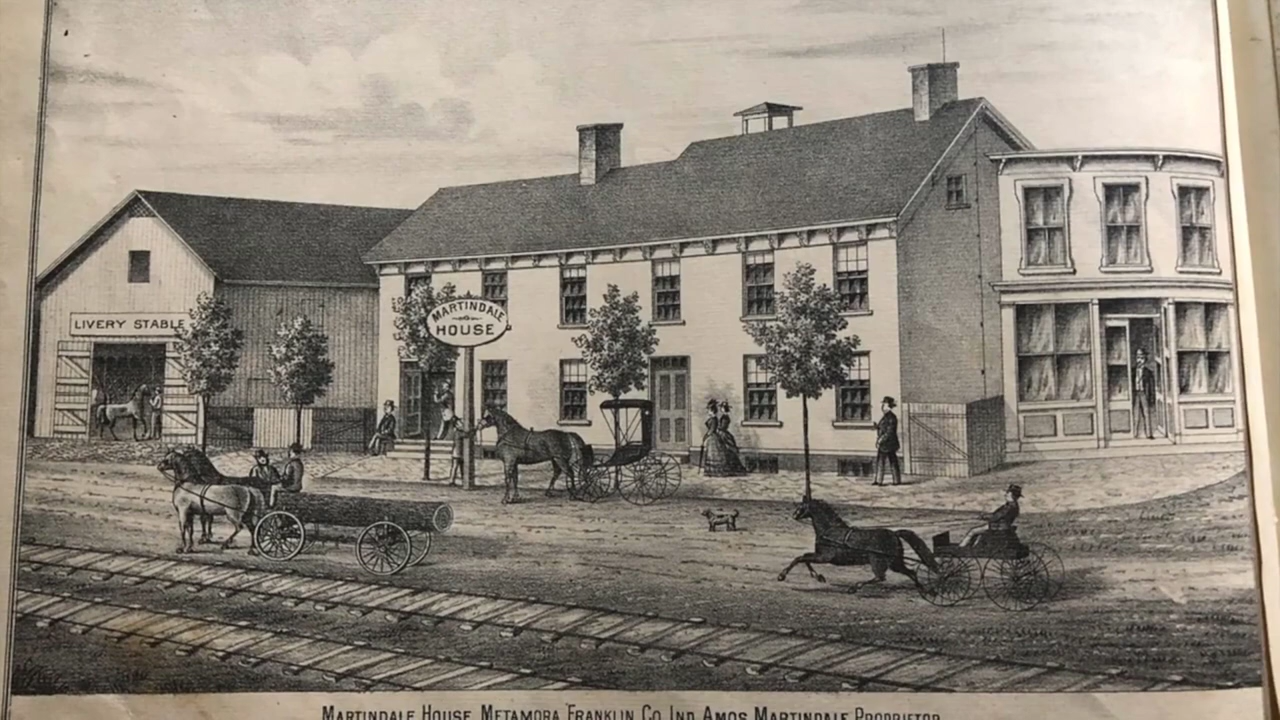 LIVERY STABLE
MARTINDALE
HOUSE
MARTINDALE HOUSE, METAMORA, FRANKLIN CO. IND. AMOS MARTINDALE PROPRIETOR